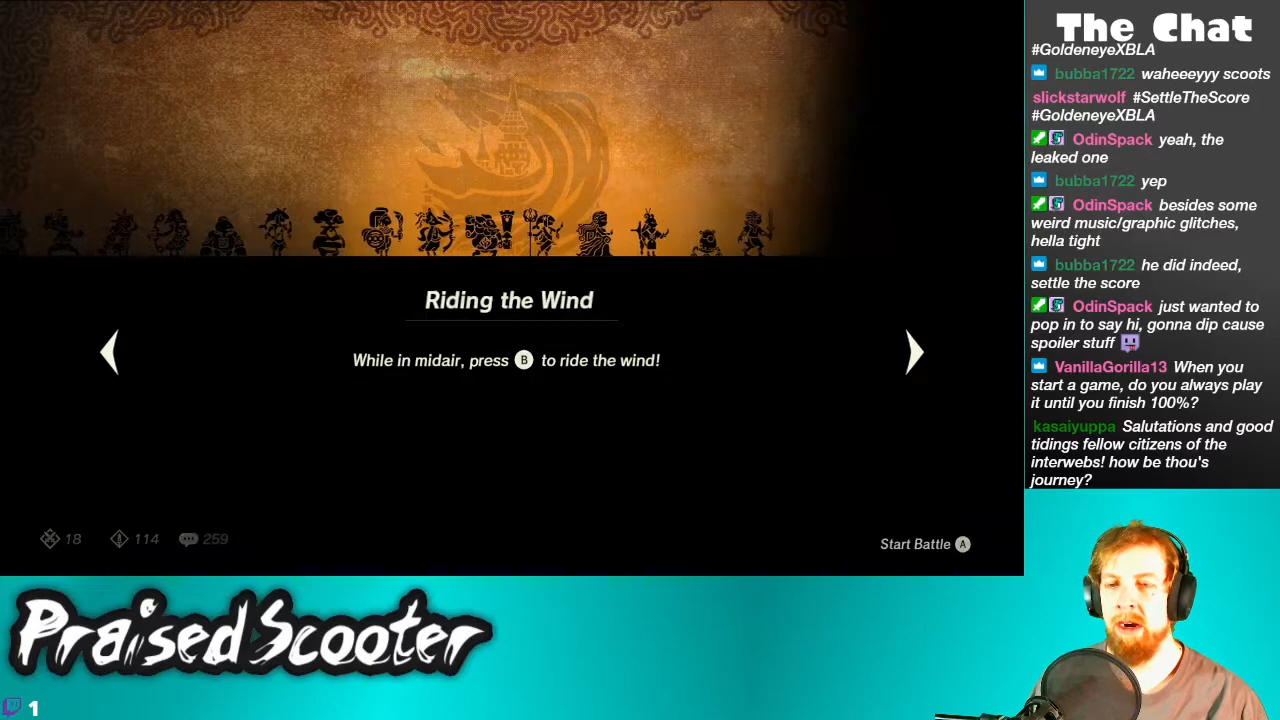 The Chat
#GoldeneyeXBLA
bubba1722 waheeeyyy scoots
slickstarwolf #SettleTheScore
#GoldeneyeXBLA
OdinSpack yeah, the
leaked one
bubba1722 yep
OdinSpack besides some
weird music/graphic glitches,
hella tight
bubba1722 he did indeed,
settle the score
OdinSpack just wanted to
pop in to say hi, gonna dip cause
spoiler stuff
VanillaGorilla13 When you
start a game, do you always play
it until you finish 100%?
kasaiyuppa Salutations and good
tidings fellow citizens of the
interwebs! how be thou's
journey?
Riding the Wind
While in midair, press B to ride the wind!
18 114 259
Start Battle A
PraisedScooter
1